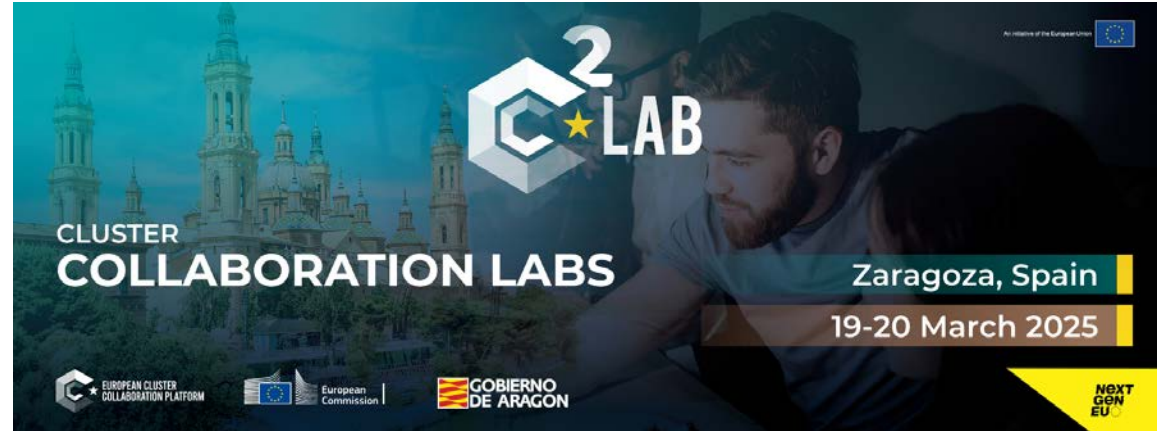 An initiative of the European Union
C2 LAB
CLUSTER
COLLABORATION LABS
Zaragoza, Spain
19-20 March 2025
EUROPEAN CLUSTER
COLLABORATION PLATFORM
European
Commission
GOBIERNO
DE ARAGON
NEXT
GEN
EU